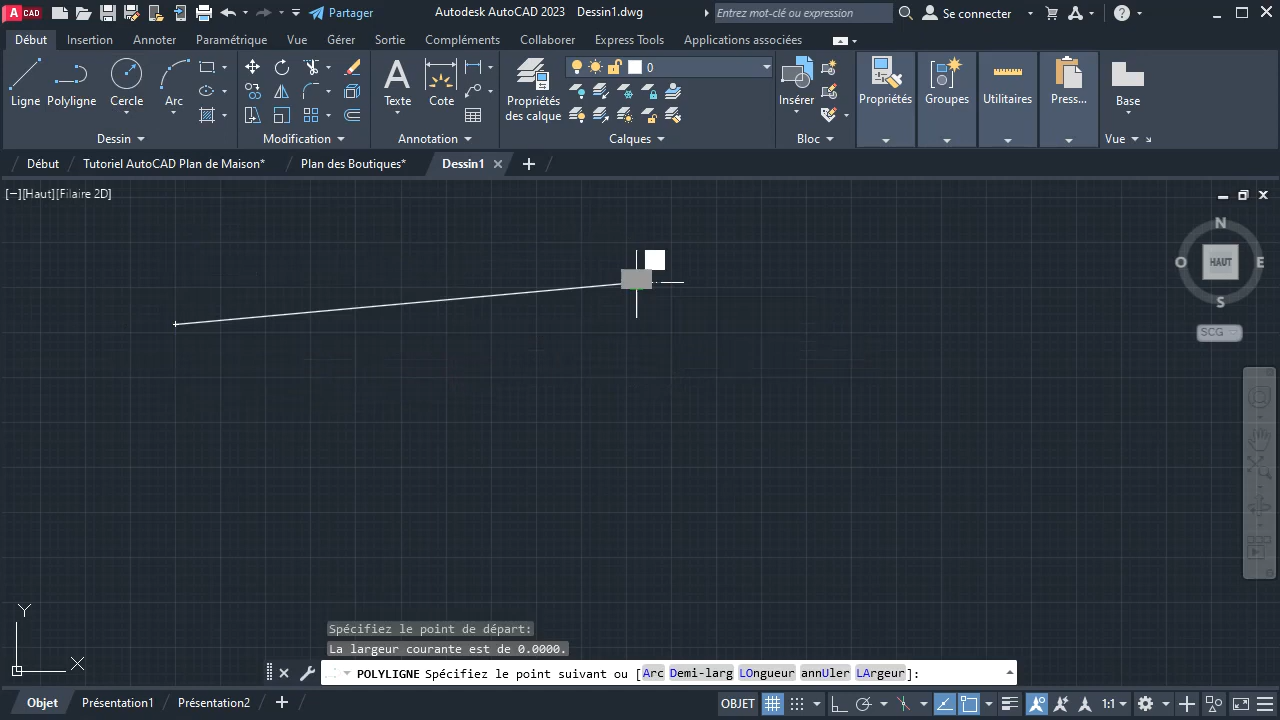 A CAD
Partager
Autodesk AutoCAD 2023 Dessin1.dwg
Entrez mot-clé ou expression
Se connecter
Début Insertion Annoter Paramétrique Vue Gérer Sortie Compléments Collaborer Express Tools Applications associées
Ligne Polyligne Cercle Arc
Dessin
Modification
A
Texte Cote
Annotation
Propriétés
des calque
0
Calques
Insérer
Bloc
Propriétés
Groupes
Utilitaires
Press...
Base
Vue
Début Tutoriel AutoCAD Plan de Maison* Plan des Boutiques* Dessin1
[−][Haut][Filaire 2D]
N
O HAUT E
S
SCG
Y
X
Spécifiez le point de départ:
La largeur courante est de 0.0000.
POLYLIGNE Spécifiez le point suivant ou [Arc Demi-larg LOngueur annUler LArgeur]:
Objet Présentation1 Présentation2
OBJET 1:1